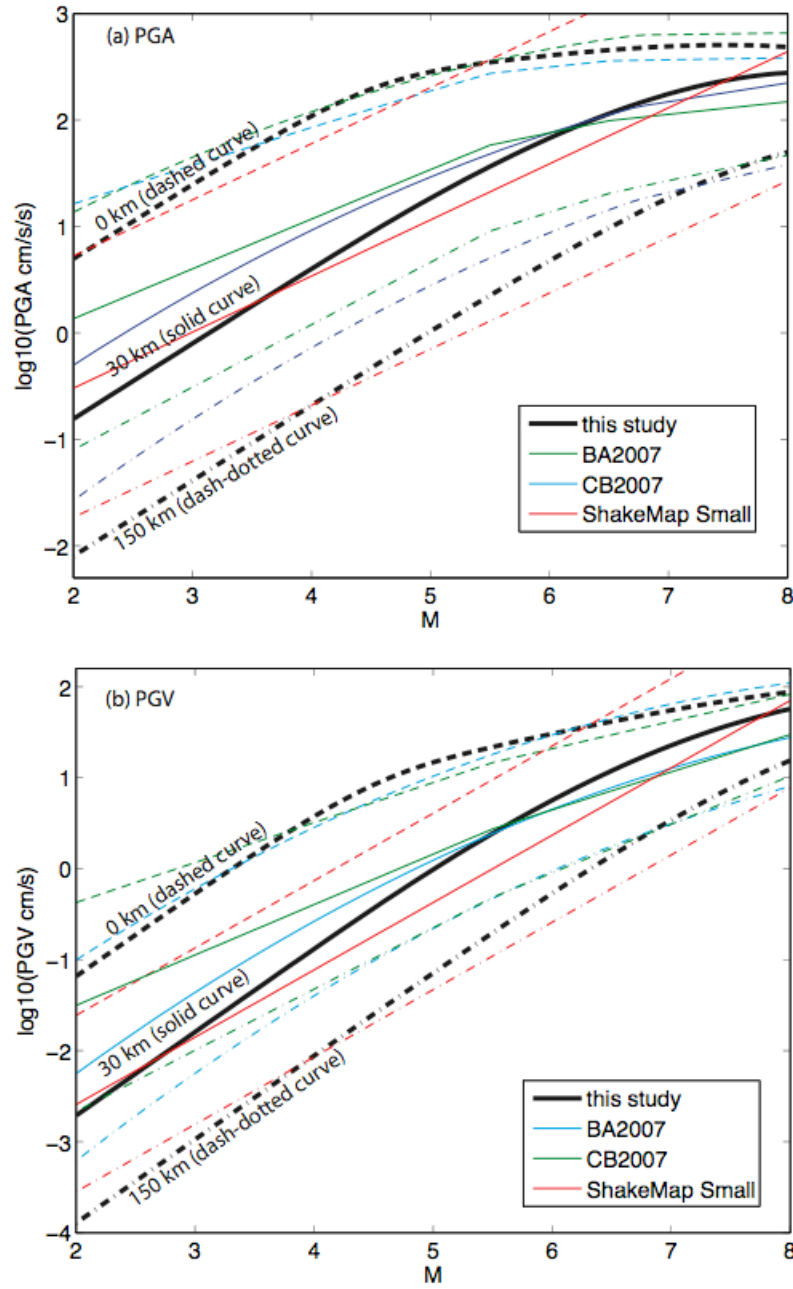 (a) PGA
3
2
1
0
−1
−2
log10(PGA cm/s/s)
0 km (dashed curve)
30 km (solid curve)
150 km (dash-dotted curve)
this study
BA2007
CB2007
ShakeMap Small
2 3 4 5 6 7 8
M
(b) PGV
2
1
0
−1
−2
−3
−4
log10(PGV cm/s)
0 km (dashed curve)
30 km (solid curve)
150 km (dash-dotted curve)
this study
BA2007
CB2007
ShakeMap Small
2 3 4 5 6 7 8
M